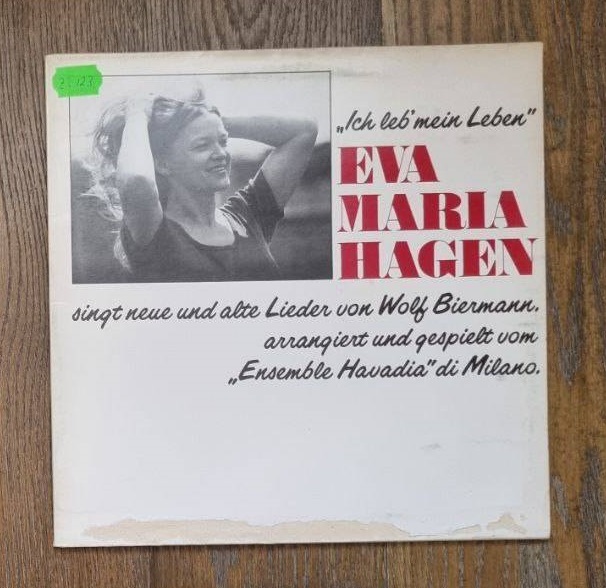 „Ich leb' mein Leben"
EVA
MARIA
HAGEN
singt neue und alte Lieder von Wolf Biermann.
arrangiert und gespielt vom
„Ensemble Havadia" di Milano.